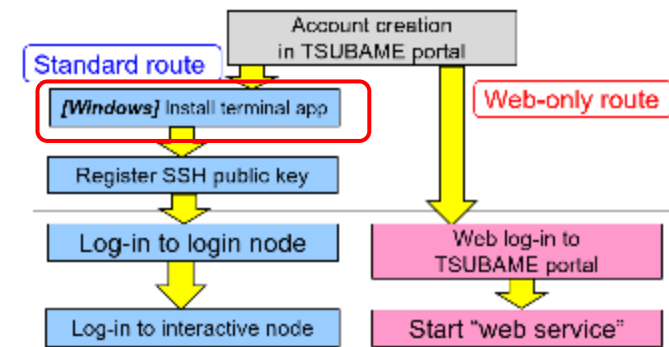 Account creation
in TSUBAME portal
Standard route
[Windows] Install terminal app
Web-only route
Register SSH public key
Log-in to login node
Web log-in to
TSUBAME portal
Log-in to interactive node
Start "web service"